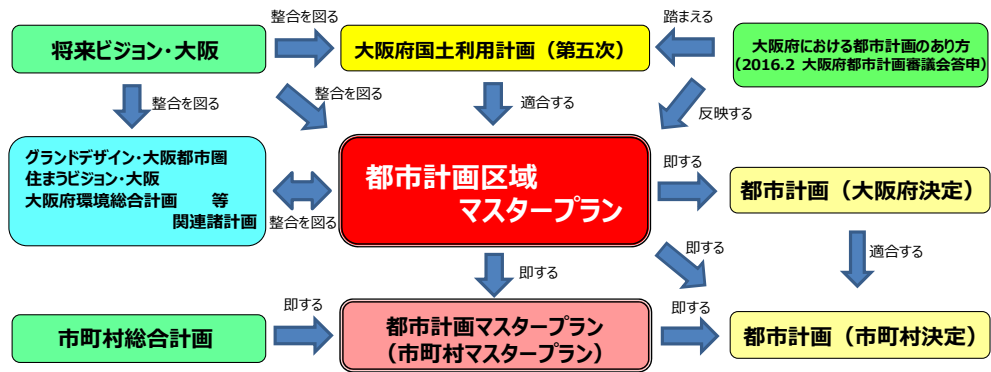 整合を図る
踏まえる
将来ビジョン・大阪
大阪府国土利用計画（第五次）
大阪府における都市計画のあり方
（2016.2 大阪府都市計画審議会答申）
整合を図る
整合を図る
適合する
反映する
グランドデザイン・大阪都市圏
住まうビジョン・大阪
大阪府環境総合計画　等
関連諸計画
整合を図る
都市計画区域
マスタープラン
即する
都市計画（大阪府決定）
即する
即する
適合する
市町村総合計画
即する
都市計画マスタープラン
（市町村マスタープラン）
即する
都市計画（市町村決定）